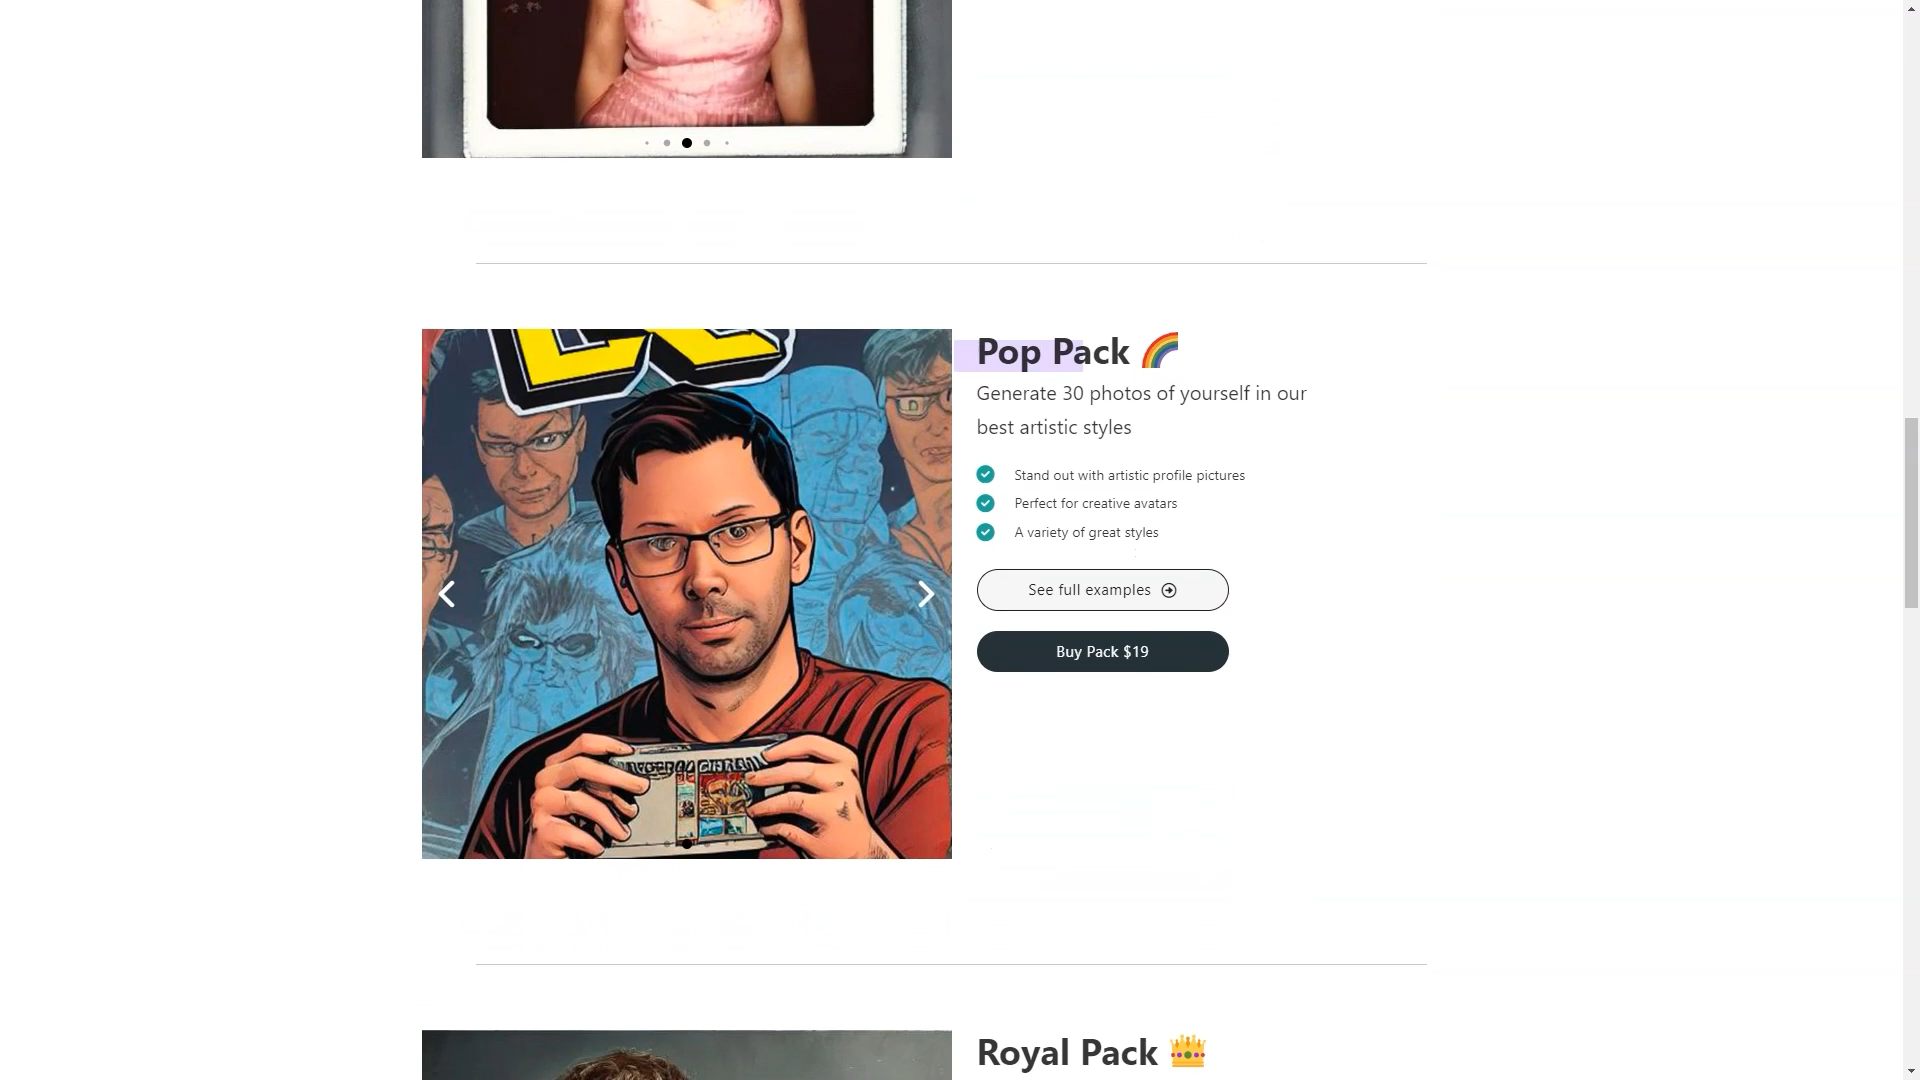 Pop Pack 🌈
Generate 30 photos of yourself in our
best artistic styles
Stand out with artistic profile pictures
Perfect for creative avatars
A variety of great styles
See full examples
Buy Pack $19
Royal Pack 👑